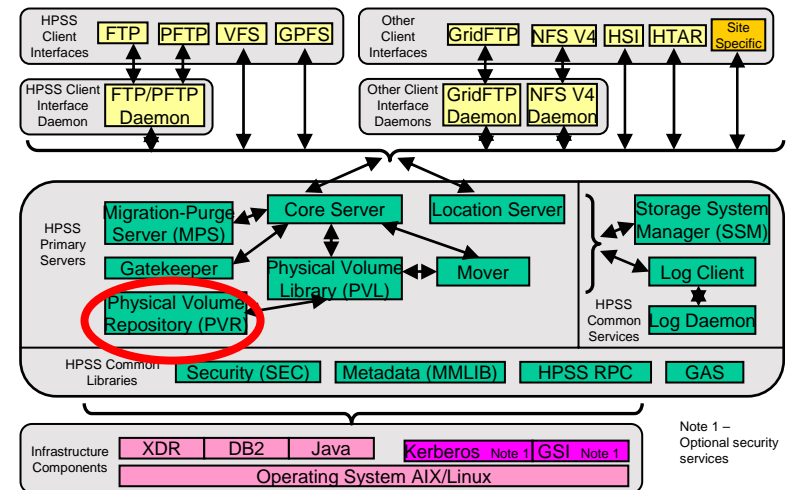 HPSS
Client
Interfaces
FTP
PFTP
VFS
GPFS
Other
Client
Interfaces
GridFTP
NFS V4
HSI
HTAR
Site
Specific
HPSS Client
Interface
Daemon
FTP/PFTP
Daemon
Other Client
Interface
Daemons
GridFTP
Daemon
NFS V4
Daemon
HPSS
Primary
Servers
Migration-Purge
Server (MPS)
Core Server
Location Server
Gatekeeper
Physical Volume
Library (PVL)
Mover
Physical Volume
Repository (PVR)
Storage System
Manager (SSM)
Log Client
HPSS
Common
Services
Log Daemon
HPSS Common
Libraries
Security (SEC)
Metadata (MMLIB)
HPSS RPC
GAS
Infrastructure
Components
XDR
DB2
Java
Kerberos Note 1
GSI Note 1
Operating System AIX/Linux
Note 1 –
Optional security
services